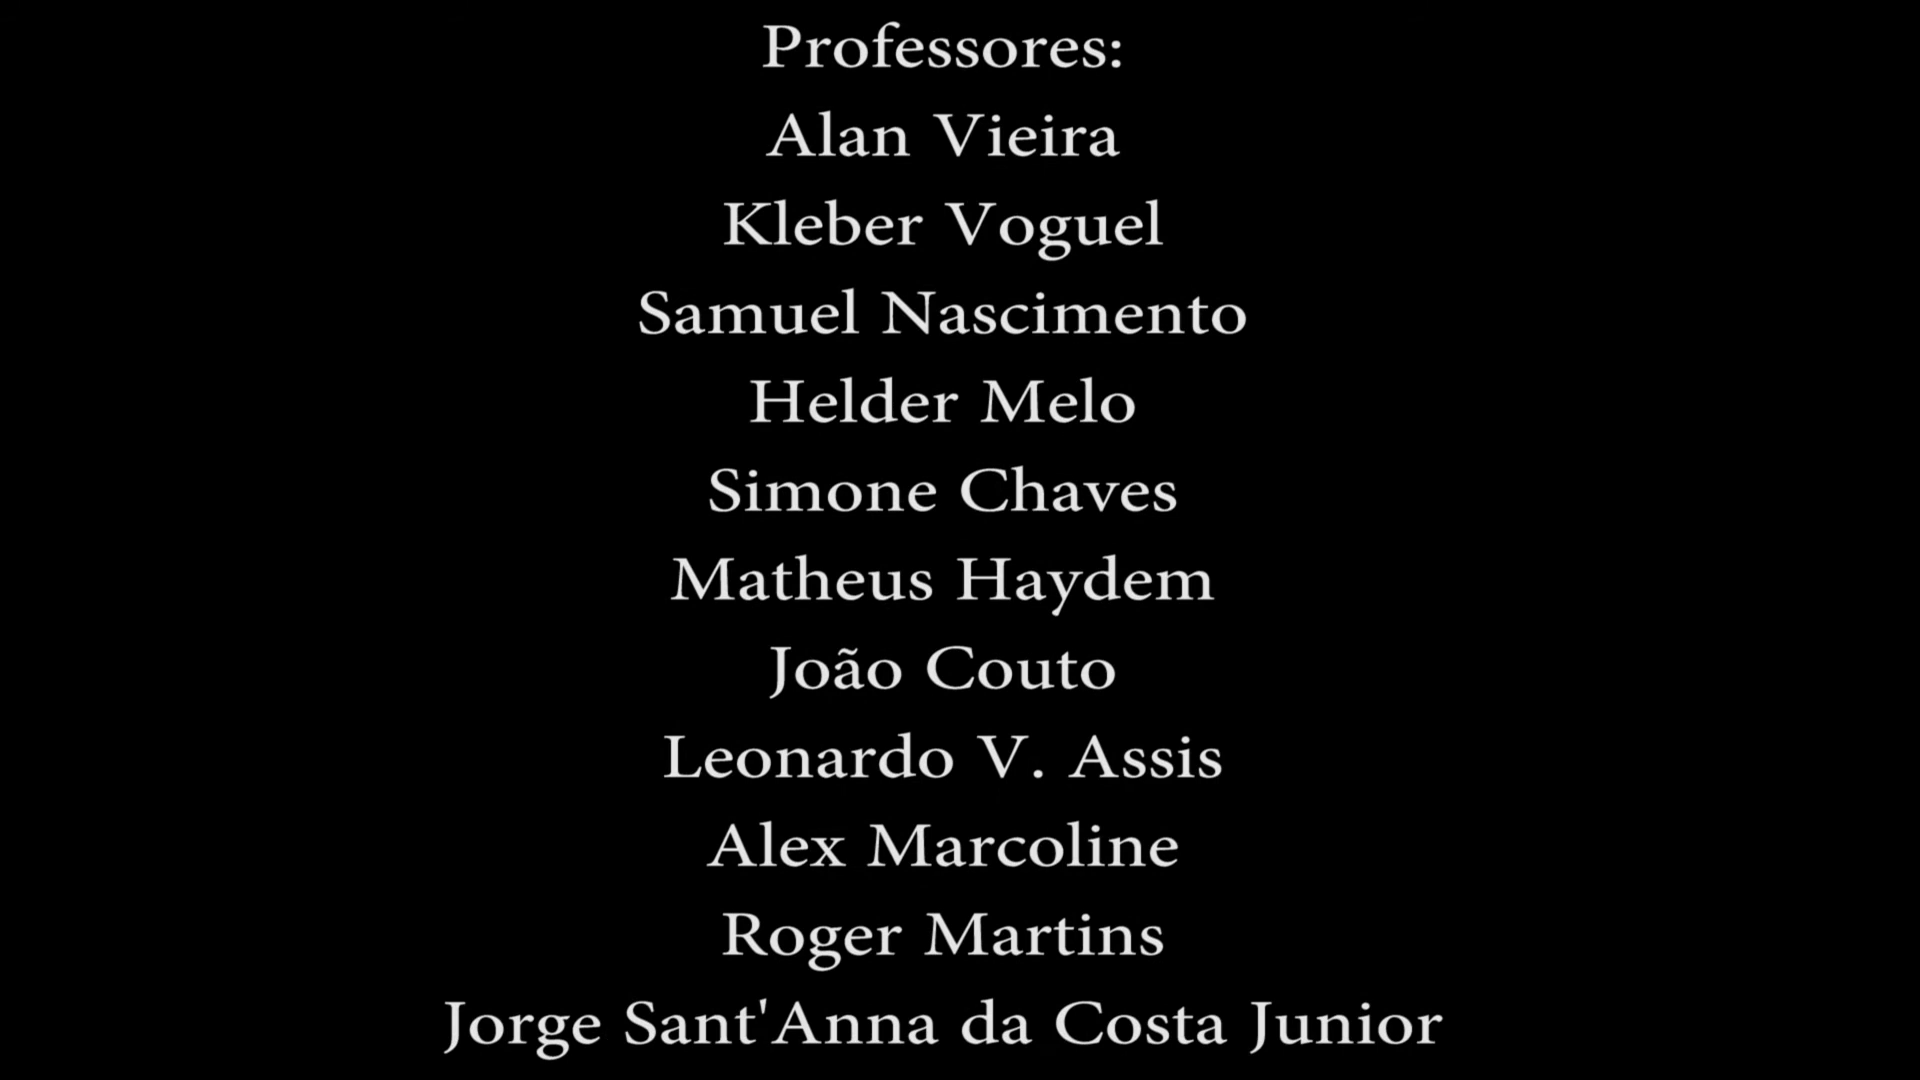 Professores:
Alan Vieira
Kleber Voguel
Samuel Nascimento
Helder Melo
Simone Chaves
Matheus Haydem
João Couto
Leonardo V. Assis
Alex Marcoline
Roger Martins
Jorge Sant'Anna da Costa Junior